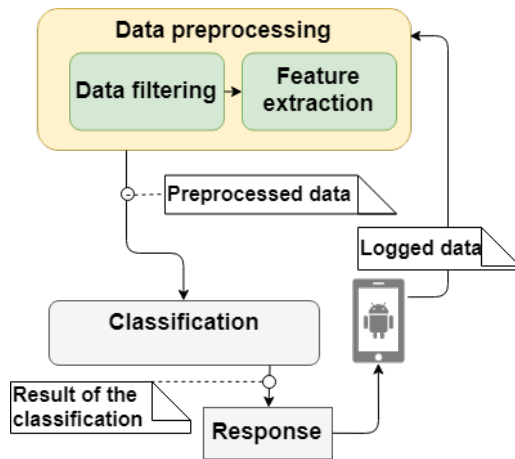 Data preprocessing
Data filtering
Feature
extraction
Preprocessed data
Logged data
Classification
Result of the
classification
Response